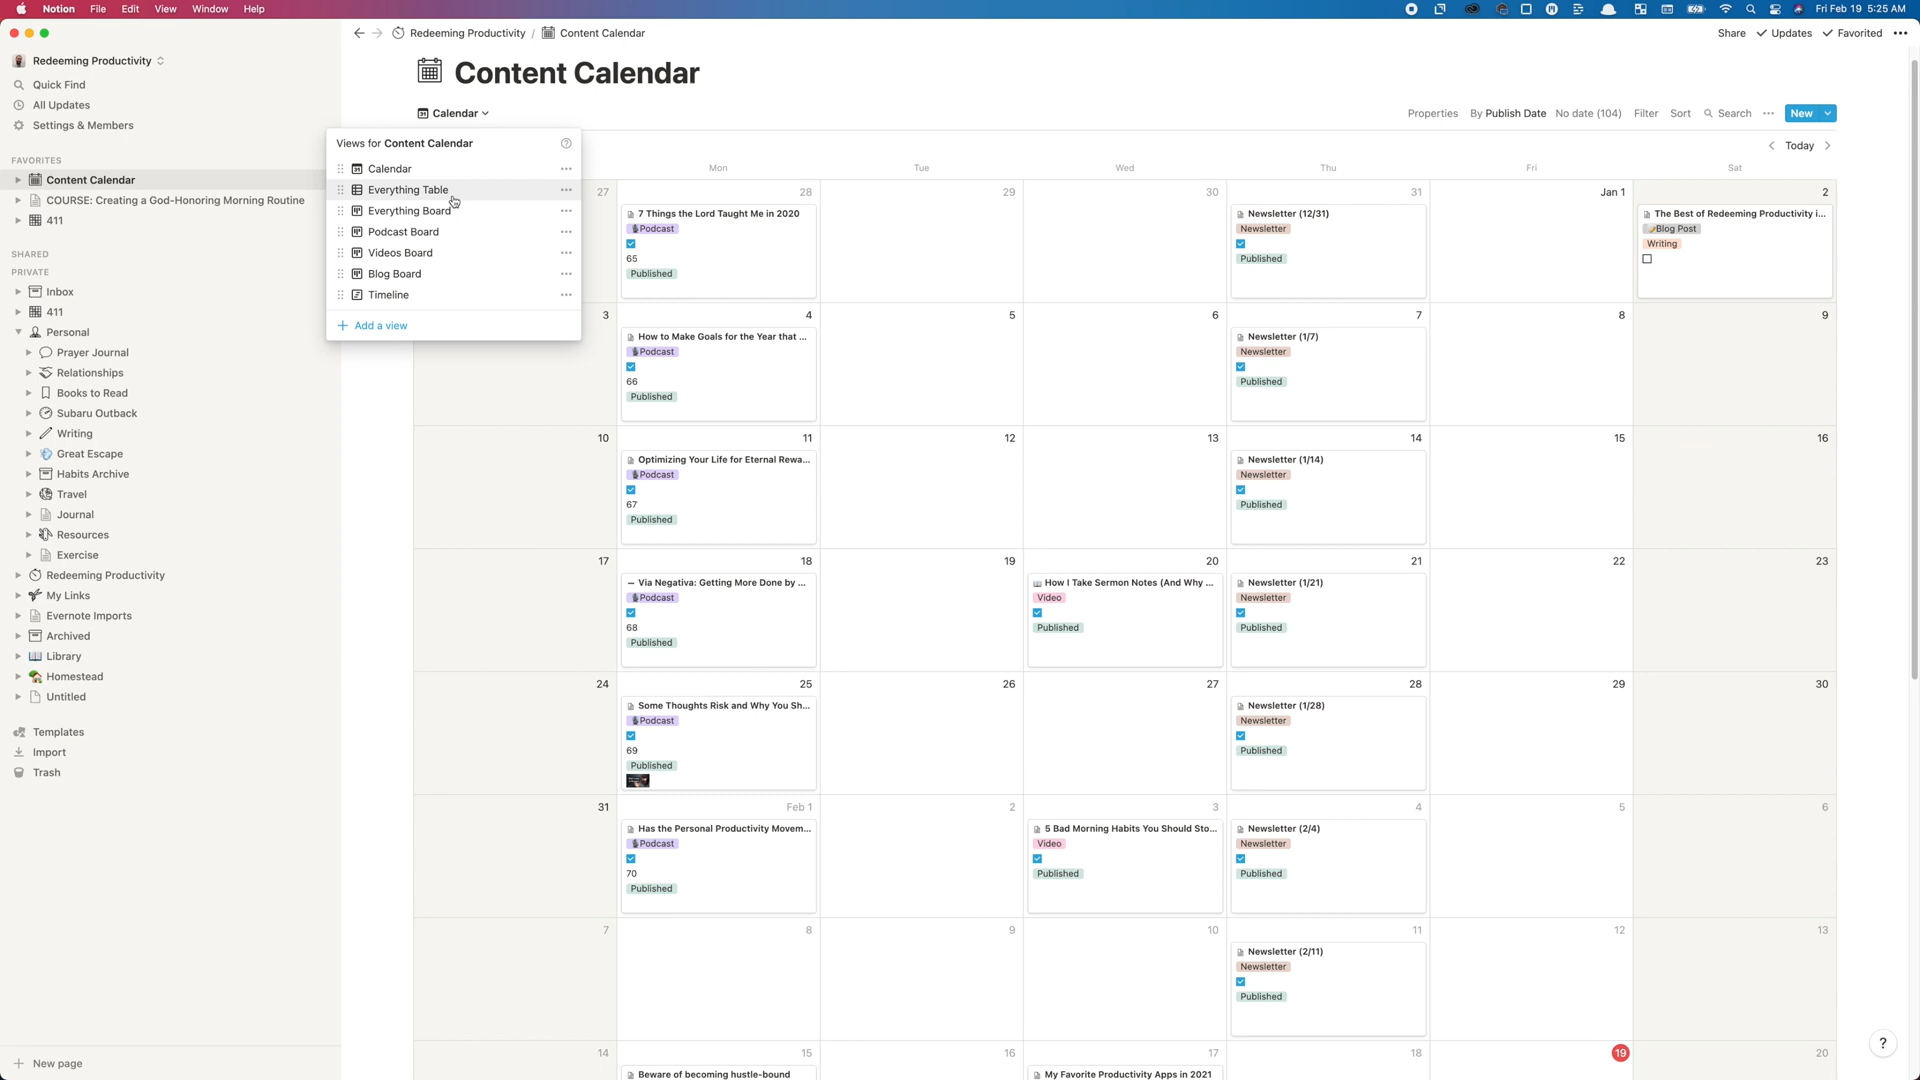 Notion File Edit View Window Help
Fri Feb 19 5:25 AM
Redeeming Productivity
Quick Find
All Updates
Settings & Members
FAVORITES
Content Calendar
COURSE: Creating a God-Honoring Morning Routine
411
SHARED
PRIVATE
Inbox
411
Personal
Prayer Journal
Relationships
Books to Read
Subaru Outback
Writing
Great Escape
Habits Archive
Travel
Journal
Resources
Exercise
Redeeming Productivity
My Links
Evernote Imports
Archived
Library
Homestead
Untitled
Templates
Import
Trash
New page
Redeeming Productivity / Content Calendar
Share Updates Favorited
Content Calendar
Calendar
Properties By Publish Date No date (104) Filter Sort Search New
Views for Content Calendar
Calendar
Everything Table
Everything Board
Podcast Board
Videos Board
Blog Board
Timeline
Add a view
Today
Mon Tue Wed Thu Fri Sat
27 28 29 30 31 Jan 1 2
7 Things the Lord Taught Me in 2020
Podcast
65
Published
Newsletter (12/31)
Newsletter
Published
The Best of Redeeming Productivity i...
Blog Post
Writing
3 4 5 6 7 8 9
How to Make Goals for the Year that ...
Podcast
66
Published
Newsletter (1/7)
Newsletter
Published
10 11 12 13 14 15 16
Optimizing Your Life for Eternal Rewa...
Podcast
67
Published
Newsletter (1/14)
Newsletter
Published
17 18 19 20 21 22 23
Via Negativa: Getting More Done by ...
Podcast
68
Published
How I Take Sermon Notes (And Why ...
Video
Published
Newsletter (1/21)
Newsletter
Published
24 25 26 27 28 29 30
Some Thoughts Risk and Why You Sh...
Podcast
69
Published
Newsletter (1/28)
Newsletter
Published
31 Feb 1 2 3 4 5 6
Has the Personal Productivity Movem...
Podcast
70
Published
5 Bad Morning Habits You Should Sto...
Video
Published
Newsletter (2/4)
Newsletter
Published
7 8 9 10 11 12 13
Newsletter (2/11)
Newsletter
Published
14 15 16 17 18 19 20
Beware of becoming hustle-bound
My Favorite Productivity Apps in 2021
?